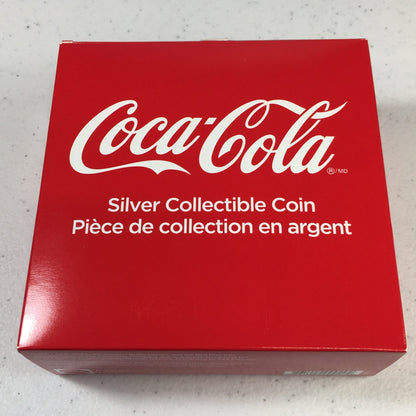 Coca-Cola
®/MD
Silver Collectible Coin
Pièce de collection en argent